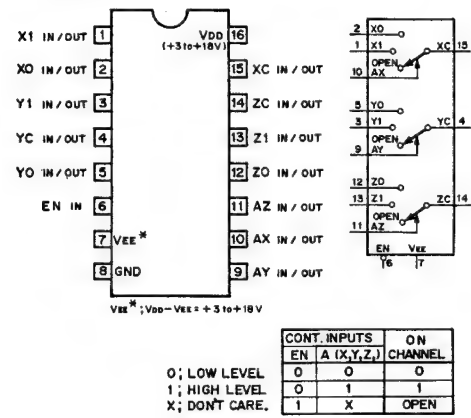 X1 IN/OUT 1
X0 IN/OUT 2
Y1 IN/OUT 3
YC IN/OUT 4
Y0 IN/OUT 5
EN IN 6
7 VEE*
8 GND
VDD 16
(+3 to +18V)
15 XC IN/OUT
14 ZC IN/OUT
13 Z1 IN/OUT
12 Z0 IN/OUT
11 AZ IN/OUT
10 AX IN/OUT
9 AY IN/OUT
VEE*; VDD-VEE=+3 to+18V
2 X0
1 X1 XC 15
OPEN
10 AX
5 Y0
3 Y1 YC 4
OPEN
9 AY
12 Z0
13 Z1 ZC 14
OPEN
11 AZ
EN VEE
6 7
0; LOW LEVEL
1; HIGH LEVEL
X; DON'T CARE.
CONT. INPUTS ON CHANNEL
EN A (X,Y,Z,)
0 0 0
0 1 1
1 X OPEN